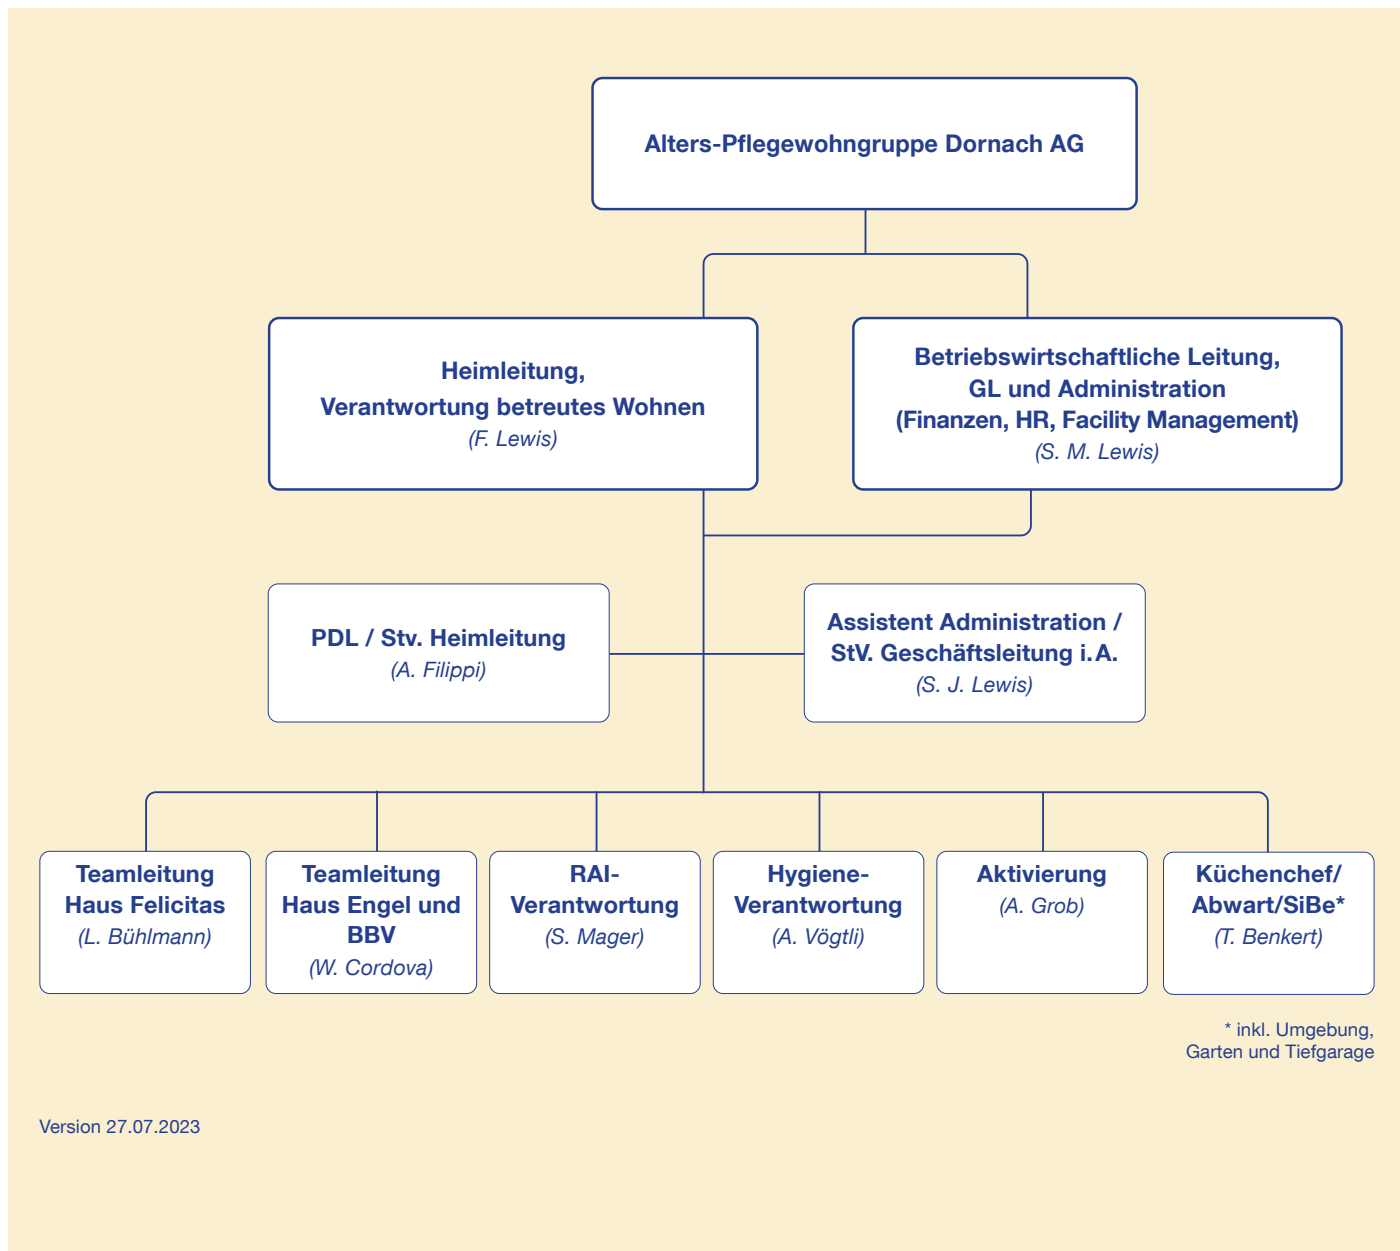 Alters-Pflegewohngruppe Dornach AG
Heimleitung,
Verantwortung betreutes Wohnen
(F. Lewis)
Betriebswirtschaftliche Leitung,
GL und Administration
(Finanzen, HR, Facility Management)
(S. M. Lewis)
PDL / Stv. Heimleitung
(A. Filippi)
Assistent Administration /
StV. Geschäftsleitung i. A.
(S. J. Lewis)
Teamleitung
Haus Felicitas
(L. Bühlmann)
Teamleitung
Haus Engel und
BBV
(W. Cordova)
RAI-
Verantwortung
(S. Mager)
Hygiene-
Verantwortung
(A. Vögtli)
Aktivierung
(A. Grob)
Küchenchef/
Abwart/SiBe*
(T. Benkert)
* inkl. Umgebung,
Garten und Tiefgarage
Version 27.07.2023